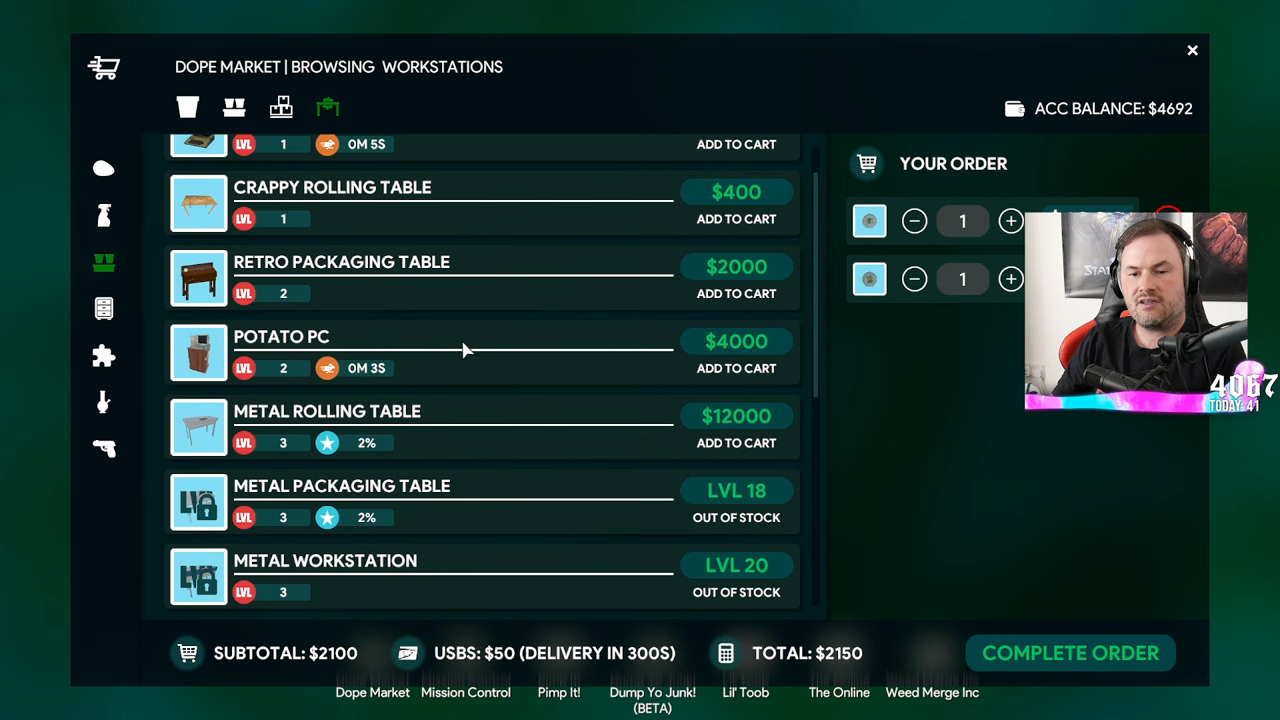 DOPE MARKET | BROWSING WORKSTATIONS
ACC BALANCE: $4692
LVL 1 0M 5S
ADD TO CART
CRAPPY ROLLING TABLE
$400
LVL 1
ADD TO CART
RETRO PACKAGING TABLE
$2000
LVL 2
ADD TO CART
POTATO PC
$4000
LVL 2 0M 3S
ADD TO CART
METAL ROLLING TABLE
$12000
LVL 3 2%
ADD TO CART
METAL PACKAGING TABLE
LVL 18
LVL 3 2%
OUT OF STOCK
METAL WORKSTATION
LVL 20
LVL 3
OUT OF STOCK
YOUR ORDER
1
1
4067
TODAY: 41
SUBTOTAL: $2100
USBS: $50 (DELIVERY IN 300S)
TOTAL: $2150
COMPLETE ORDER
Dope Market
Mission Control
Pimp It!
Dump Yo Junk!
(BETA)
Lil' Toob
The Online
Weed Merge Inc